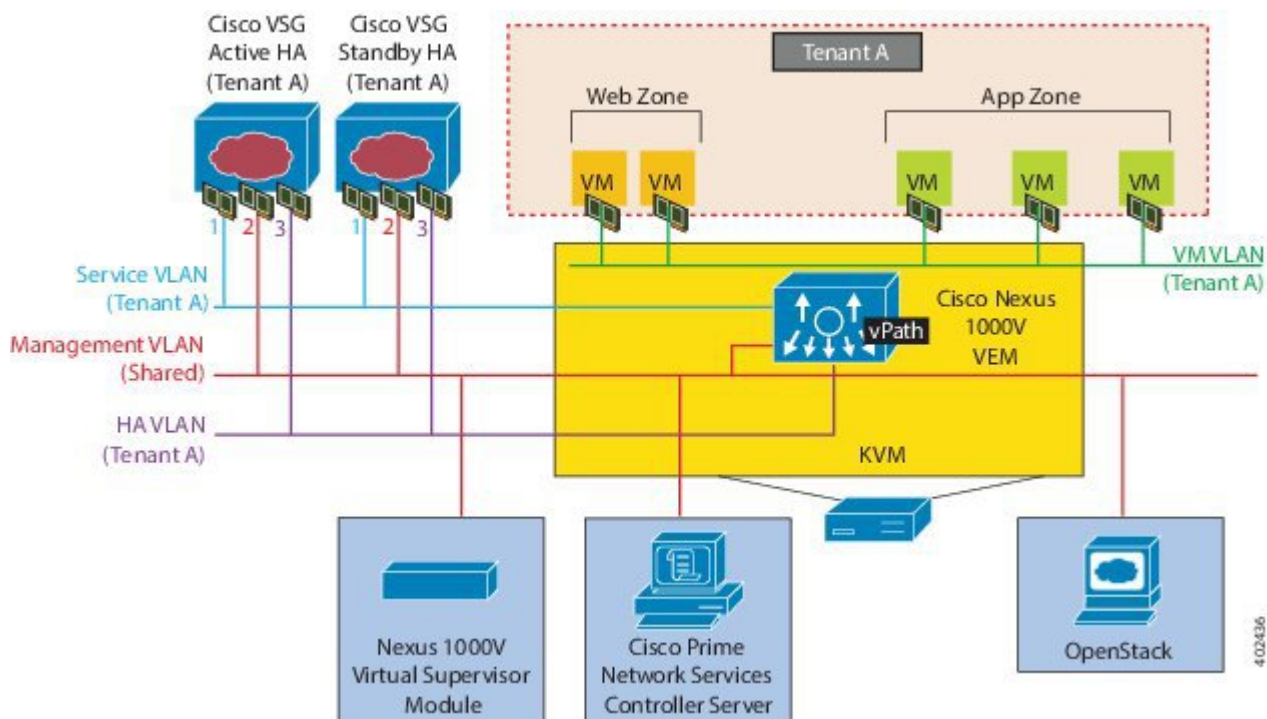 Cisco VSG
Active HA
(Tenant A)
Cisco VSG
Standby HA
(Tenant A)
Tenant A
Web Zone
App Zone
VM
VM
VM
VM
VM
1
2
3
1
2
3
Service VLAN
(Tenant A)
VM VLAN
(Tenant A)
Cisco Nexus
1000V
VEM
vPath
Management VLAN
(Shared)
HA VLAN
(Tenant A)
KVM
Nexus 1000V
Virtual Supervisor
Module
Cisco Prime
Network Services
Controller Server
OpenStack
402436